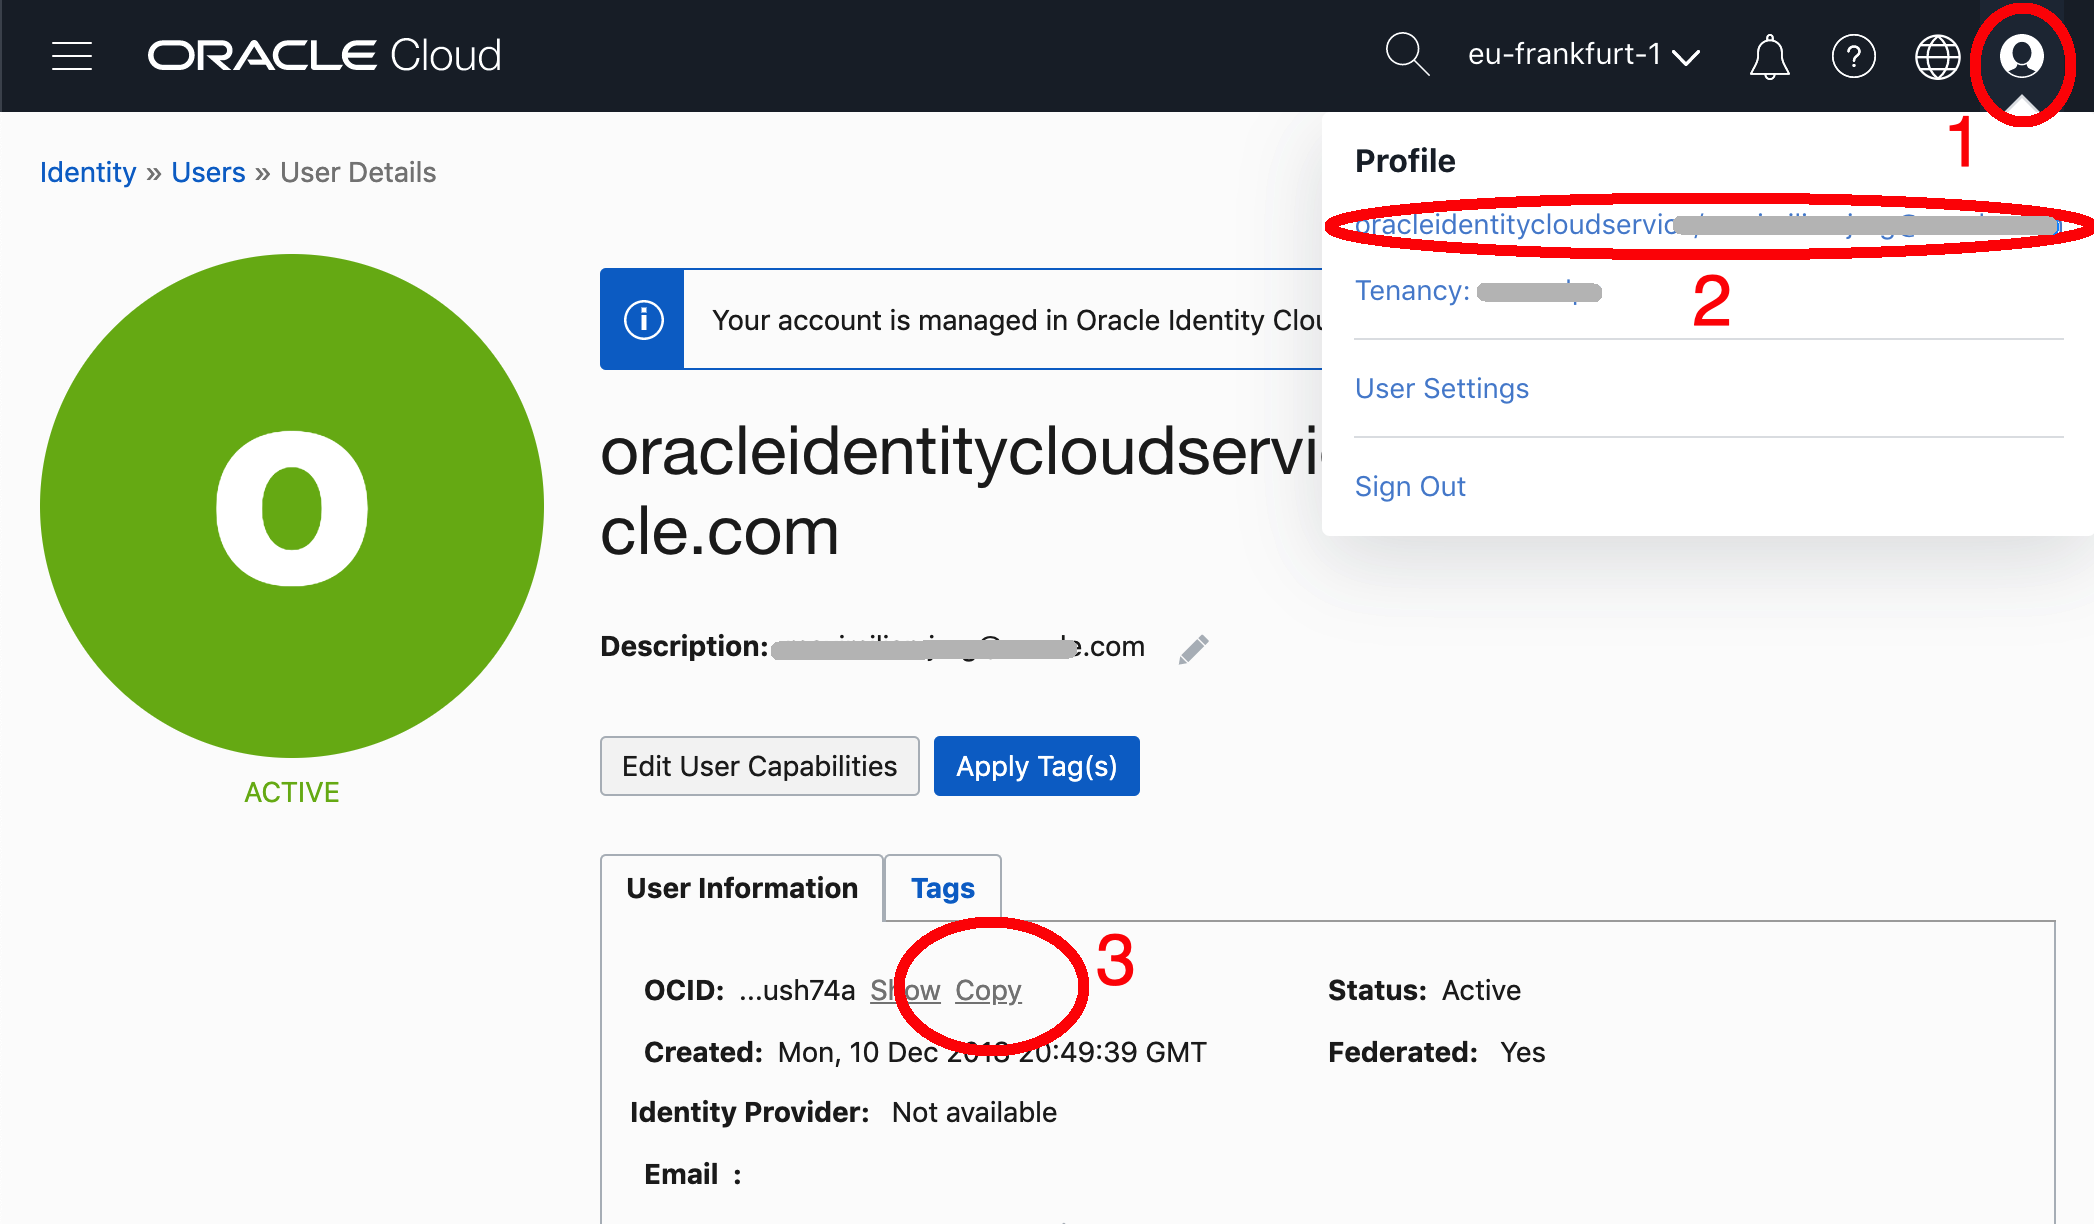 ORACLE Cloud
eu-frankfurt-1
?
1
Identity » Users » User Details
Profile
oracleidentitycloudservic
Tenancy:
2
User Settings
Sign Out
O
ACTIVE
i
Your account is managed in Oracle Identity Clou
oracleidentitycloudservi
cle.com
Description: .com
Edit User Capabilities
Apply Tag(s)
User Information
Tags
3
OCID: ...ush74a Show Copy
Status: Active
Created: Mon, 10 Dec 2018 20:49:39 GMT
Federated: Yes
Identity Provider: Not available
Email :